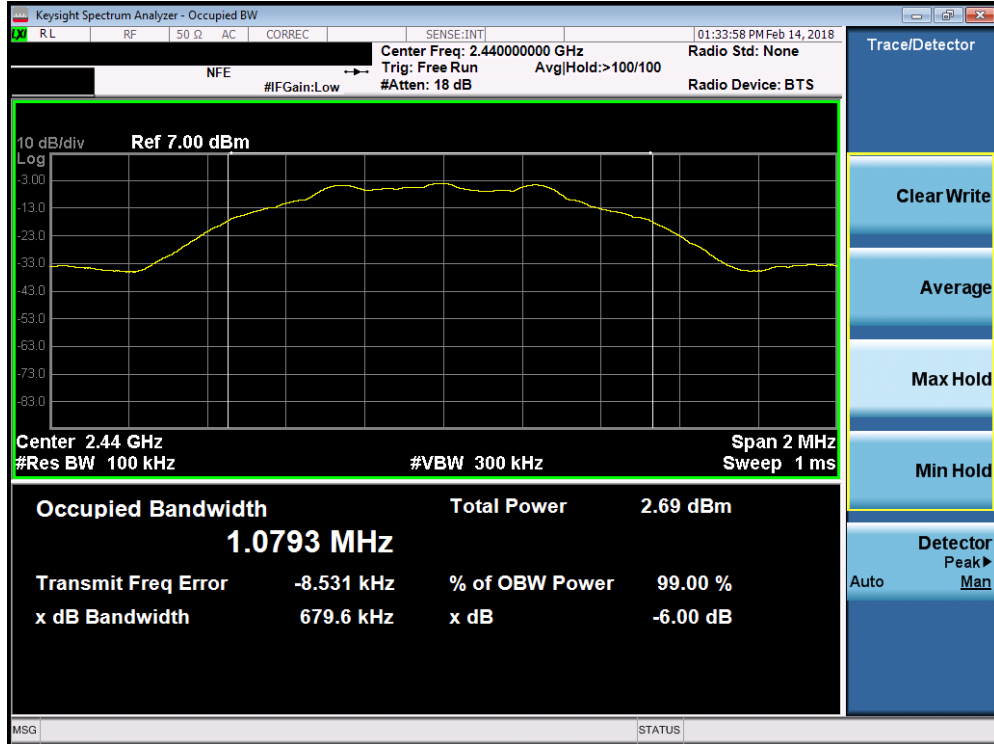 Keysight Spectrum Analyzer - Occupied BW
LXI RL RF 50 Ω AC CORREC SENSE:INT 01:33:58 PM Feb 14, 2018
Center Freq: 2.440000000 GHz Radio Std: None
NFE Trig: Free Run Avg|Hold:>100/100
#IFGain:Low #Atten: 18 dB Radio Device: BTS
10 dB/div Ref 7.00 dBm
Log
-3.00
-13.0
-23.0
-33.0
-43.0
-53.0
-63.0
-73.0
-83.0
Center 2.44 GHz Span 2 MHz
#Res BW 100 kHz #VBW 300 kHz Sweep 1 ms
Occupied Bandwidth Total Power 2.69 dBm
1.0793 MHz
Transmit Freq Error -8.531 kHz % of OBW Power 99.00 %
x dB Bandwidth 679.6 kHz x dB -6.00 dB
MSG STATUS
Trace/Detector
Clear Write
Average
Max Hold
Min Hold
Detector
Peak▶
Auto Man